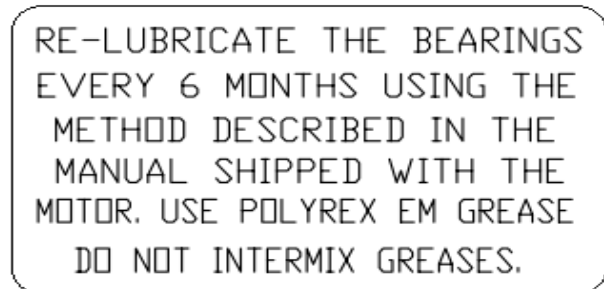 RE-LUBRICATE THE BEARINGS
EVERY 6 MONTHS USING THE
METHOD DESCRIBED IN THE
MANUAL SHIPPED WITH THE
MOTOR. USE POLYREX EM GREASE
DO NOT INTERMIX GREASES.